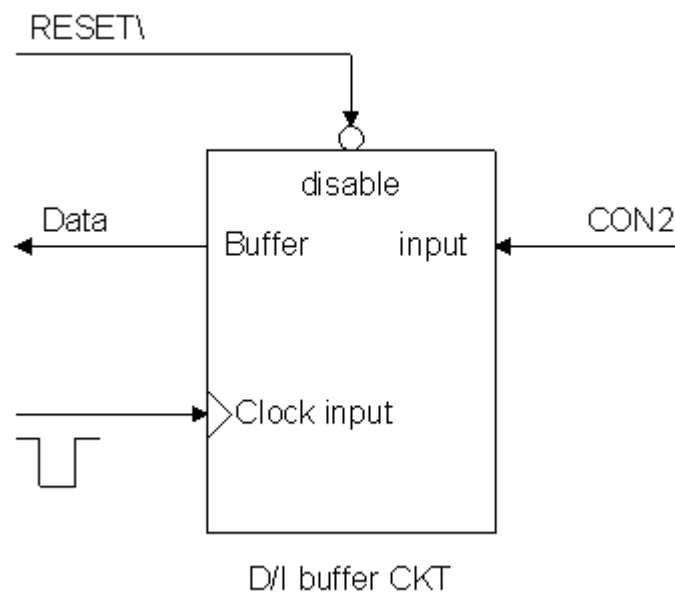 RESET\
disable
Data
Buffer
input
CON2
Clock input
D/I buffer CKT